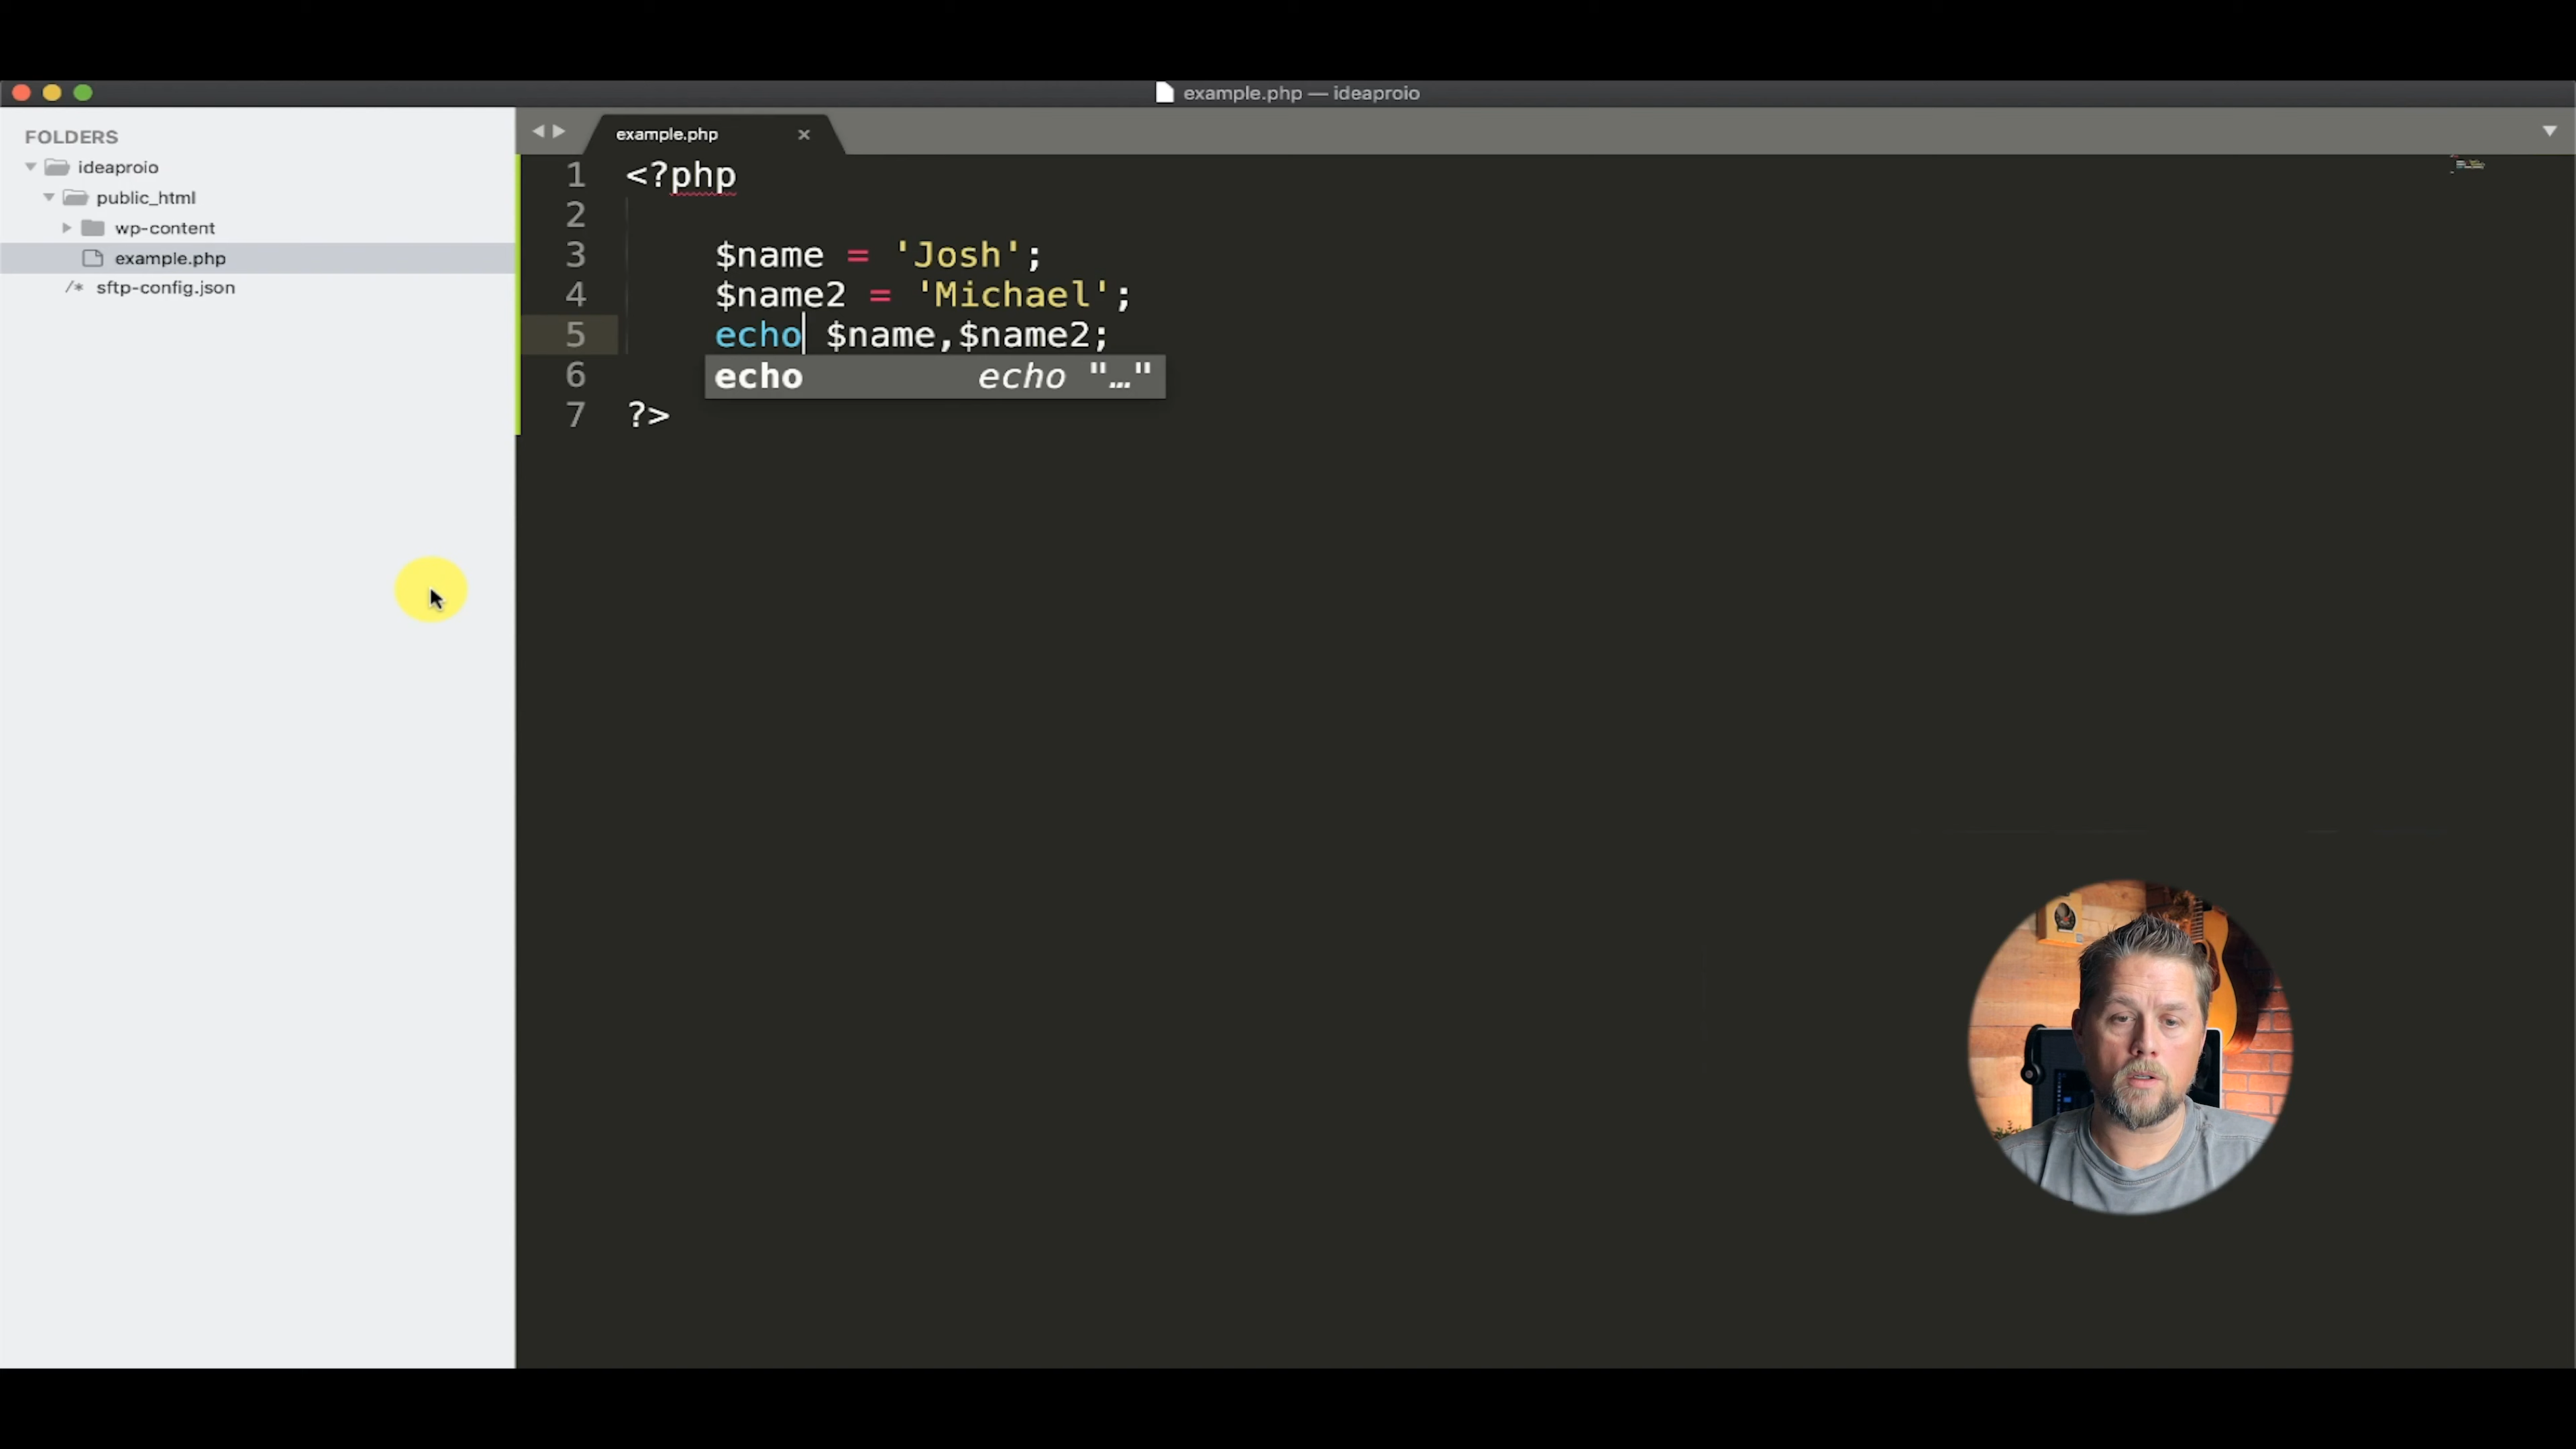 example.php — ideaproio
FOLDERS
ideaproio
public_html
wp-content
example.php
/* sftp-config.json
example.php ×
1 <?php
2
3 $name = 'Josh';
4 $name2 = 'Michael';
5 echo $name,$name2;
echo echo "…"
6
7 ?>